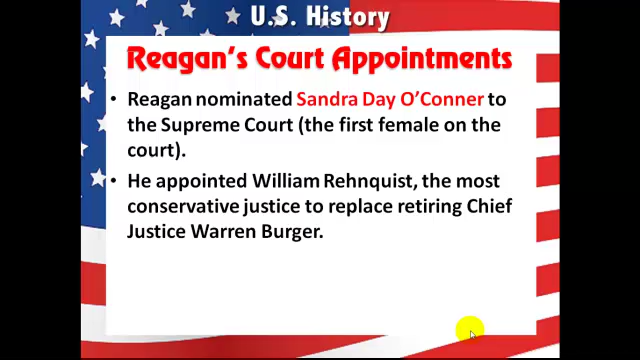 U.S. History
Reagan's Court Appointments
• Reagan nominated Sandra Day O'Conner to
the Supreme Court (the first female on the
court).
• He appointed William Rehnquist, the most
conservative justice to replace retiring Chief
Justice Warren Burger.